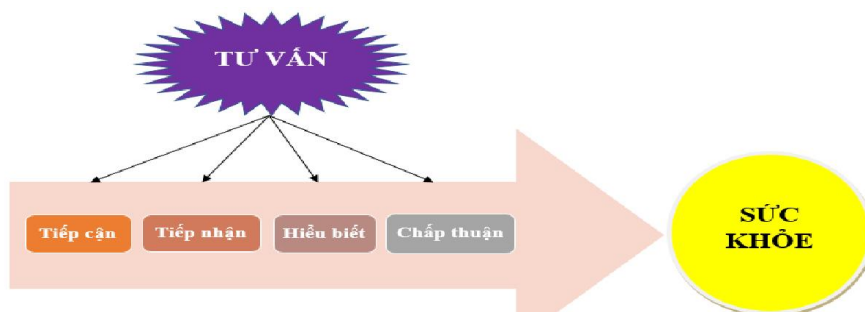 TƯ VẤN
Tiếp cận
Tiếp nhận
Hiểu biết
Chấp thuận
SỨC
KHỎE